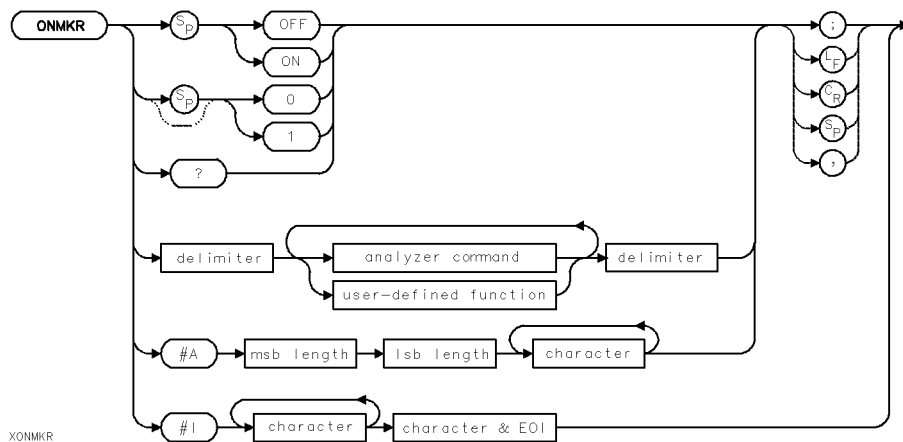 ONMKR SP OFF ;
ON LF
SP 0 CR
1 SP
? ,
delimiter analyzer command delimiter
user-defined function
#A msb length lsb length character
#I character character & EOI
XONMKR